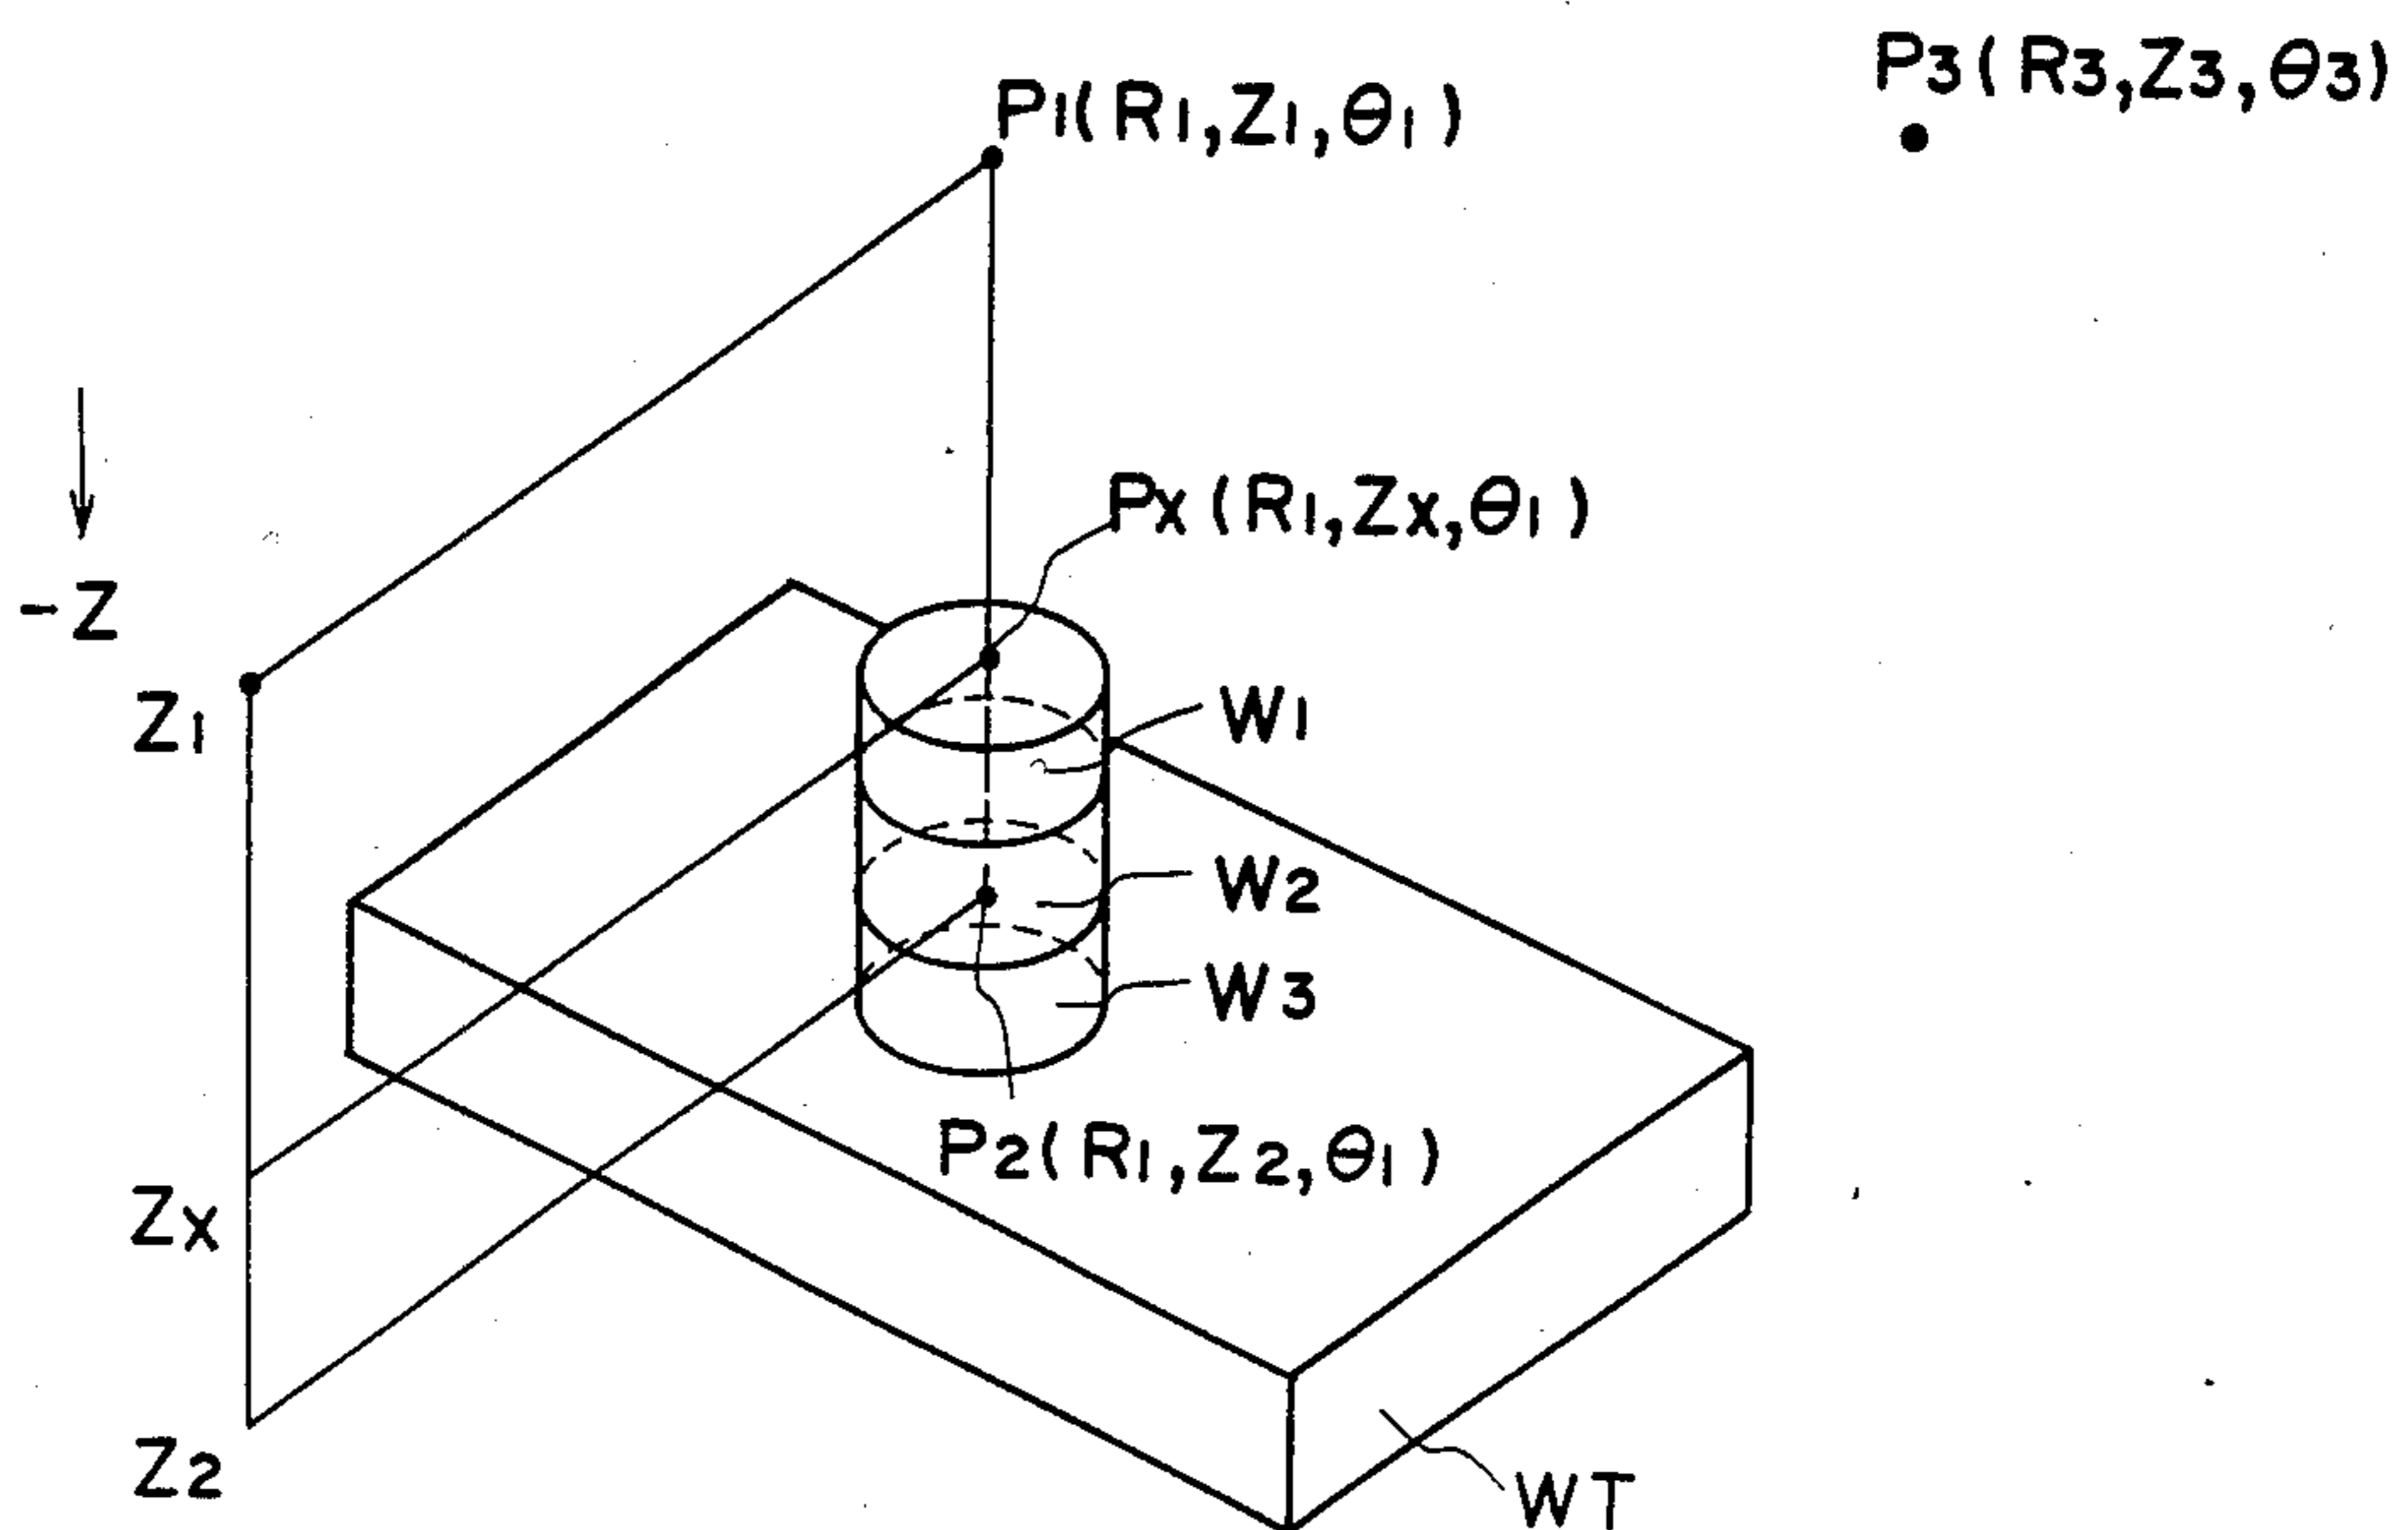 P3(R3,Z3,θ3)
P1(R1,Z1,θ1)
PX(R1,ZX,θ1)
-Z
Z1
W1
W2
W3
P2(R1,Z2,θ1)
ZX
Z2
WT